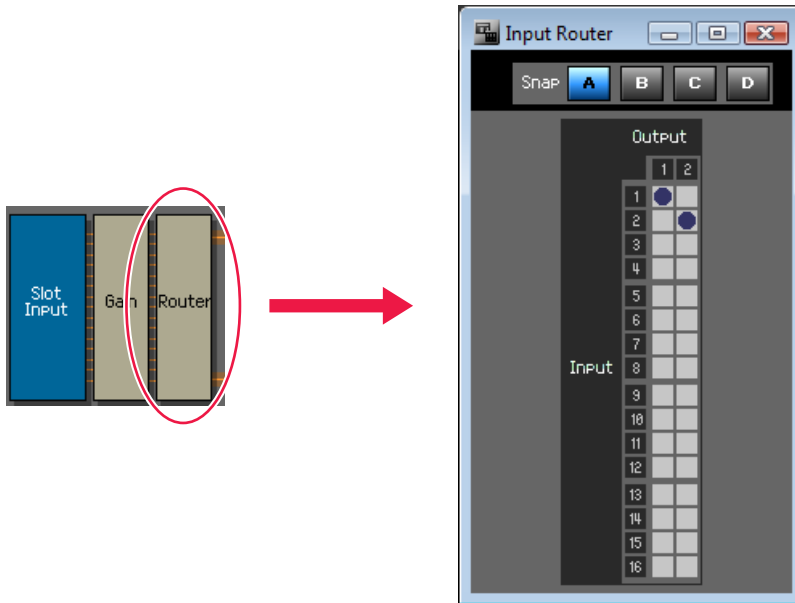 Slot
Input
Gain
Router
Input Router
Snap A B C D
Output
1 2
1
2
3
4
5
6
7
Input 8
9
10
11
12
13
14
15
16